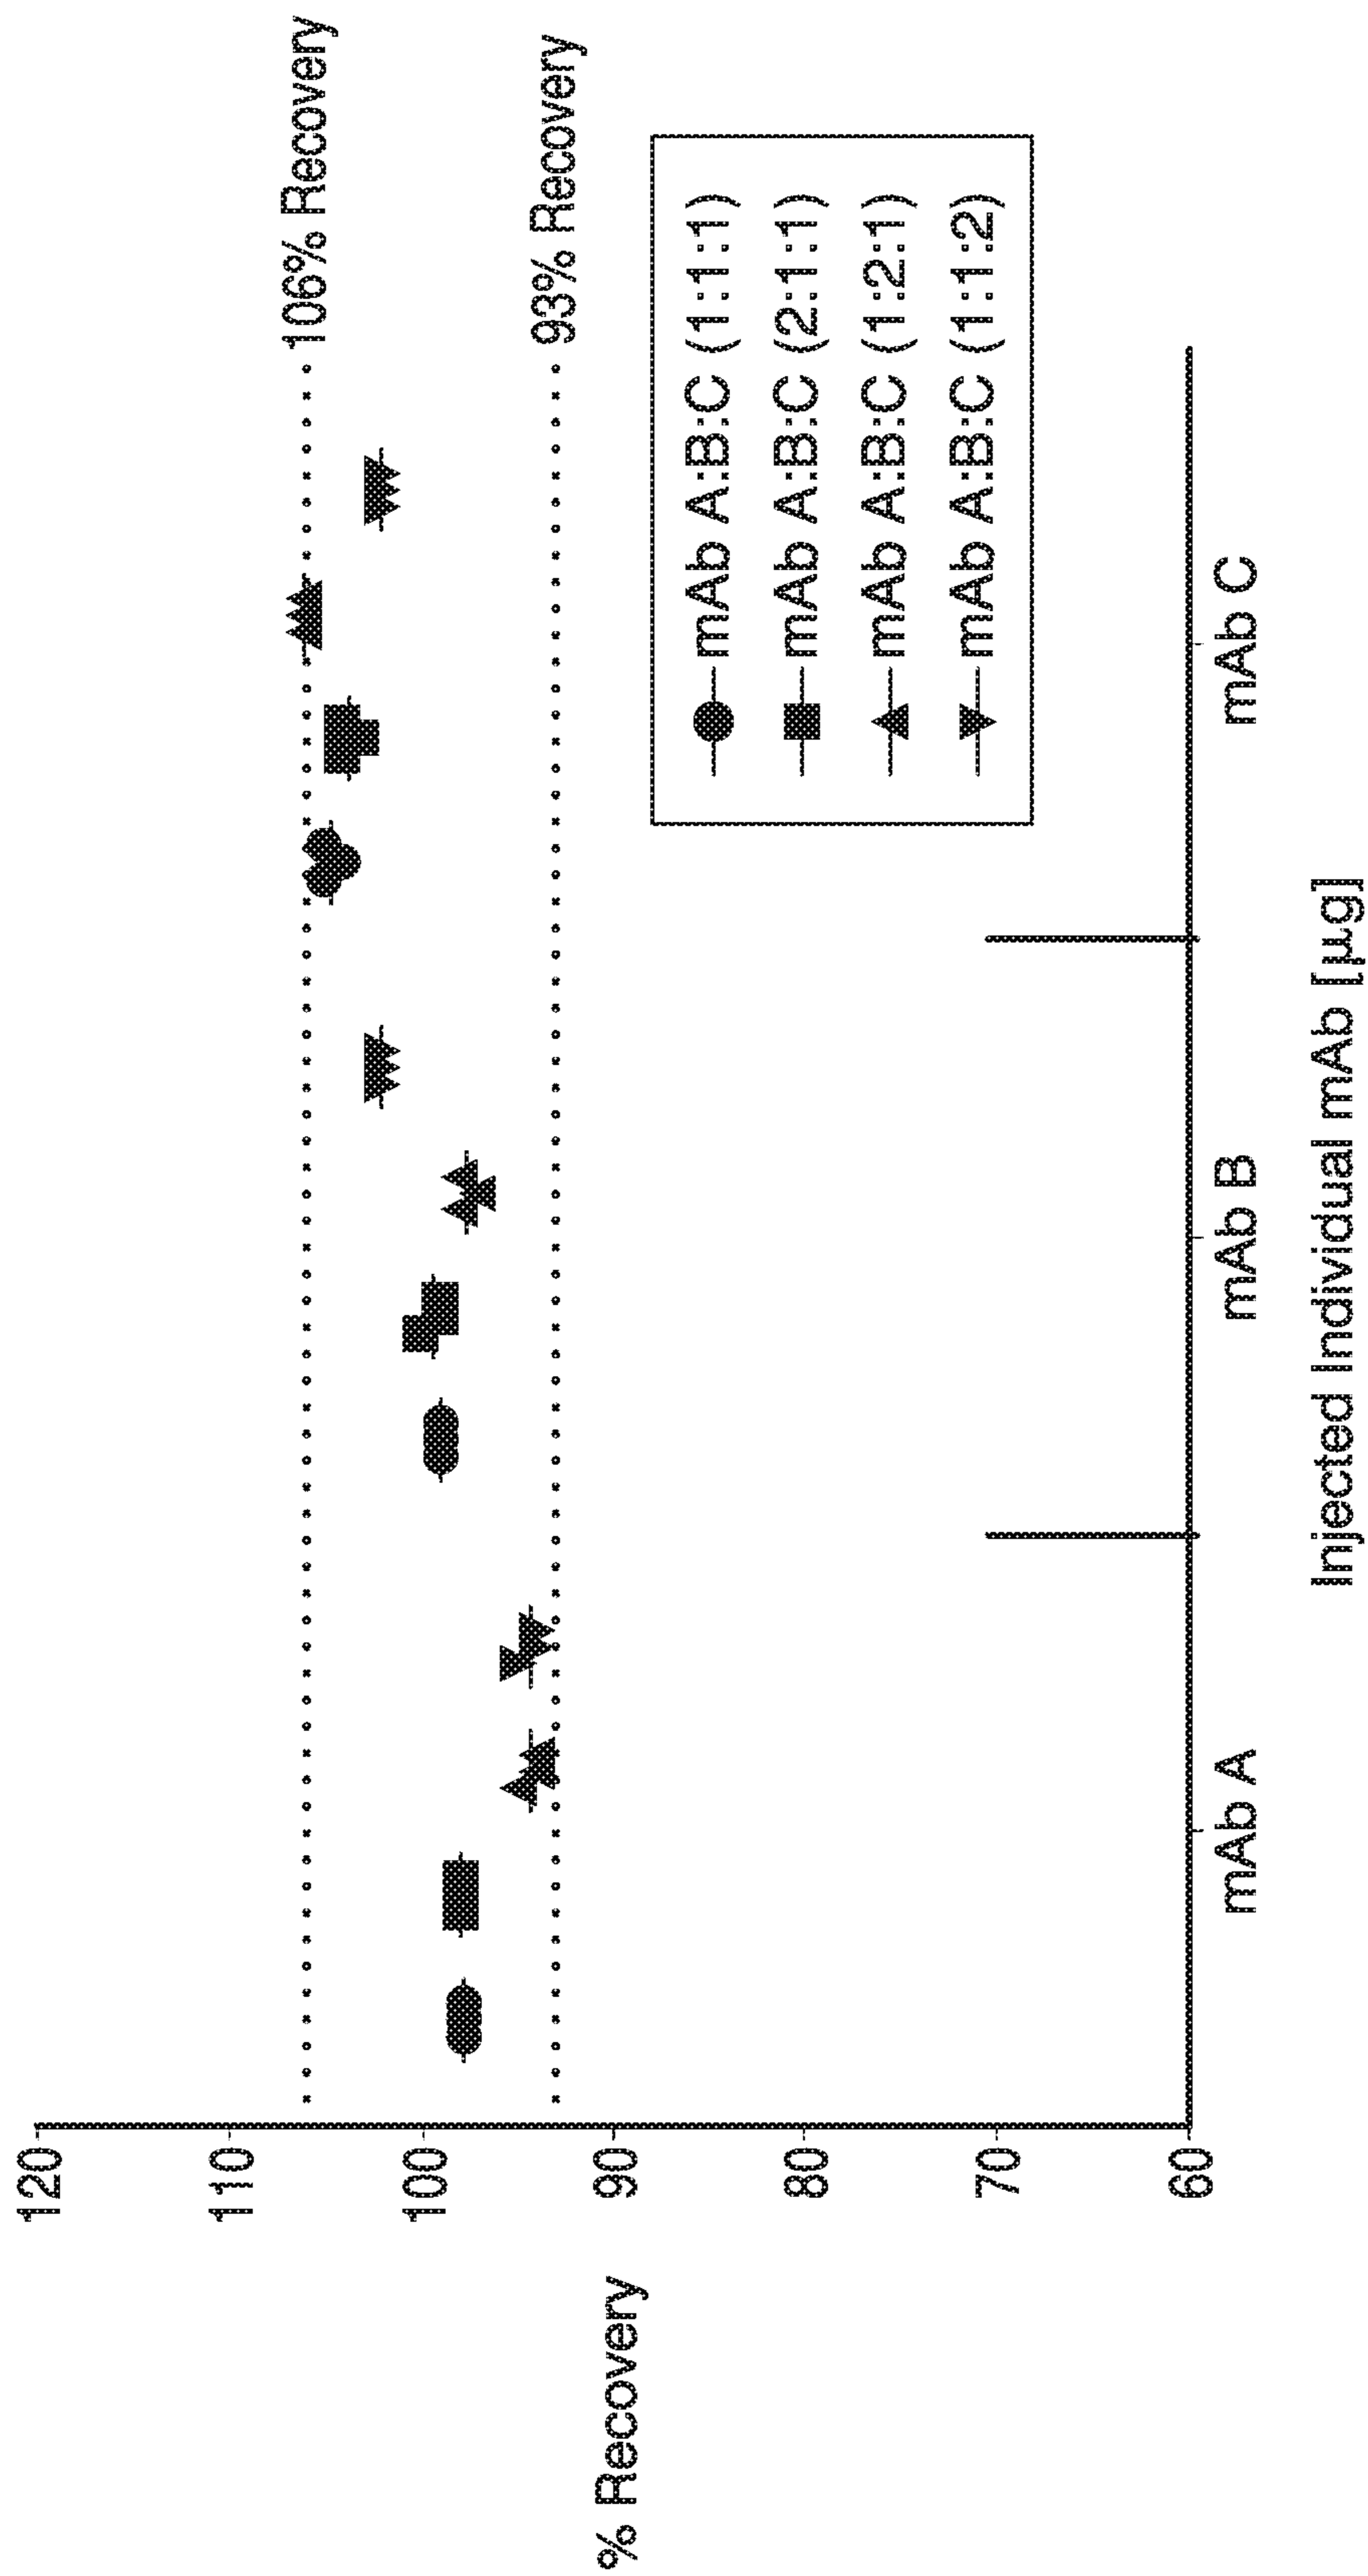 % Recovery
120
110
100
90
80
70
60
106% Recovery
93% Recovery
mAb A:B:C (1:1:1)
mAb A:B:C (2:1:1)
mAb A:B:C (1:2:1)
mAb A:B:C (1:1:2)
mAb A
mAb B
mAb C
Injected Individual mAb [µg]